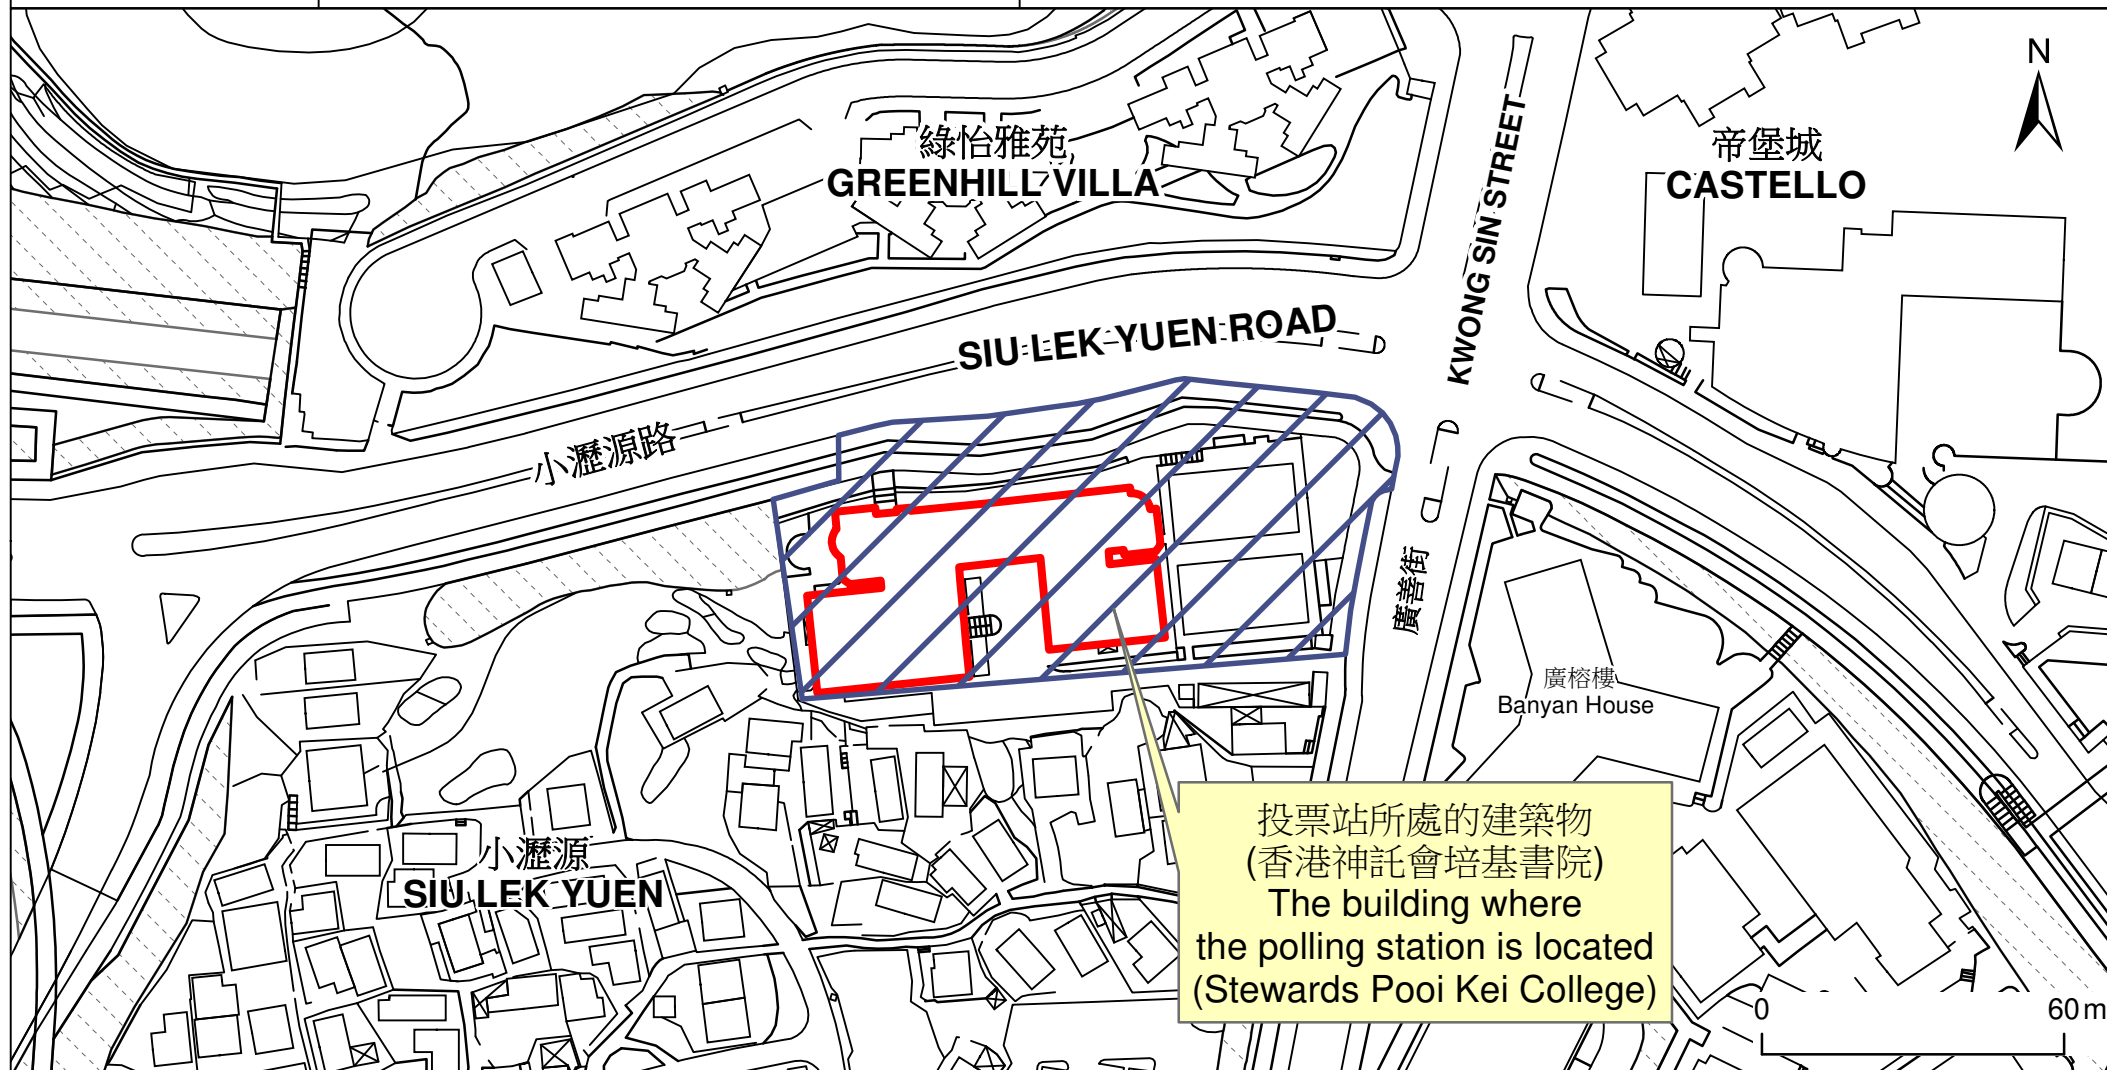 N
綠怡雅苑
GREENHILL VILLA
帝堡城
CASTELLO
KWONG SIN STREET
SIU LEK YUEN ROAD
小瀝源路
廣善街
廣榕樓
Banyan House
小瀝源
SIU LEK YUEN
投票站所處的建築物
(香港神託會培基書院)
The building where
the polling station is located
(Stewards Pooi Kei College)
0 60 m